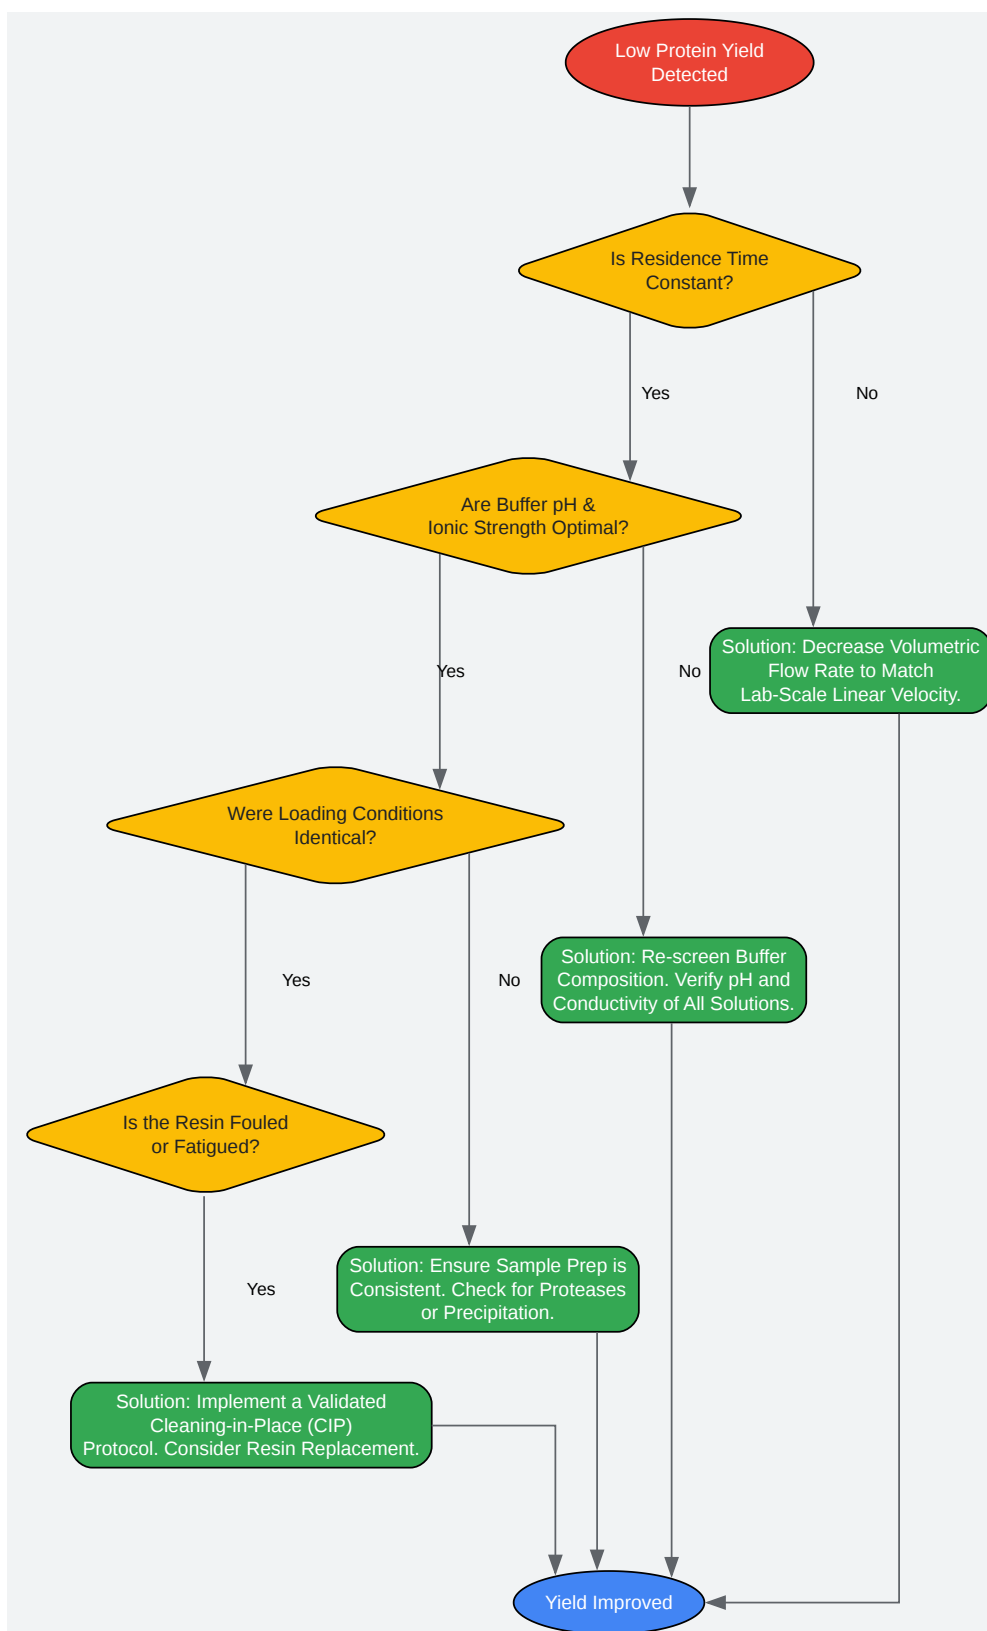 Low Protein Yield
Detected
Is Residence Time
Constant?
Yes
No
Are Buffer pH &
Ionic Strength Optimal?
Solution: Decrease Volumetric
Flow Rate to Match
Lab-Scale Linear Velocity.
Yes
No
Were Loading Conditions
Identical?
Yes
No
Solution: Re-screen Buffer
Composition. Verify pH and
Conductivity of All Solutions.
Is the Resin Fouled
or Fatigued?
Yes
Solution: Ensure Sample Prep is
Consistent. Check for Proteases
or Precipitation.
Solution: Implement a Validated
Cleaning-in-Place (CIP)
Protocol. Consider Resin Replacement.
Yield Improved